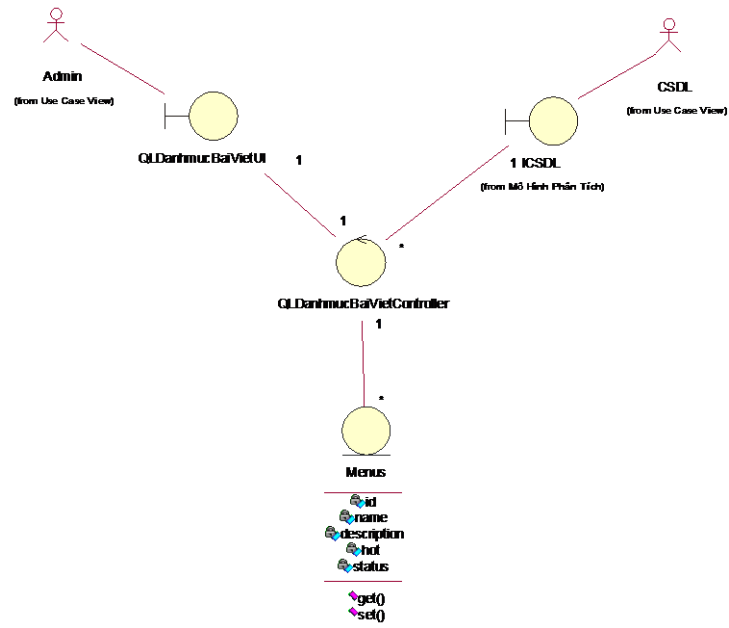 Admin
(from Use Case View)
CSDL
(from Use Case View)
QLDanhmucBaiVietUI
1
1 ICSDL
(from Mô Hình Phân Tích)
1
*
QLDanhmucBaiVietController
1
*
Menus
id
name
description
hot
status
get()
set()